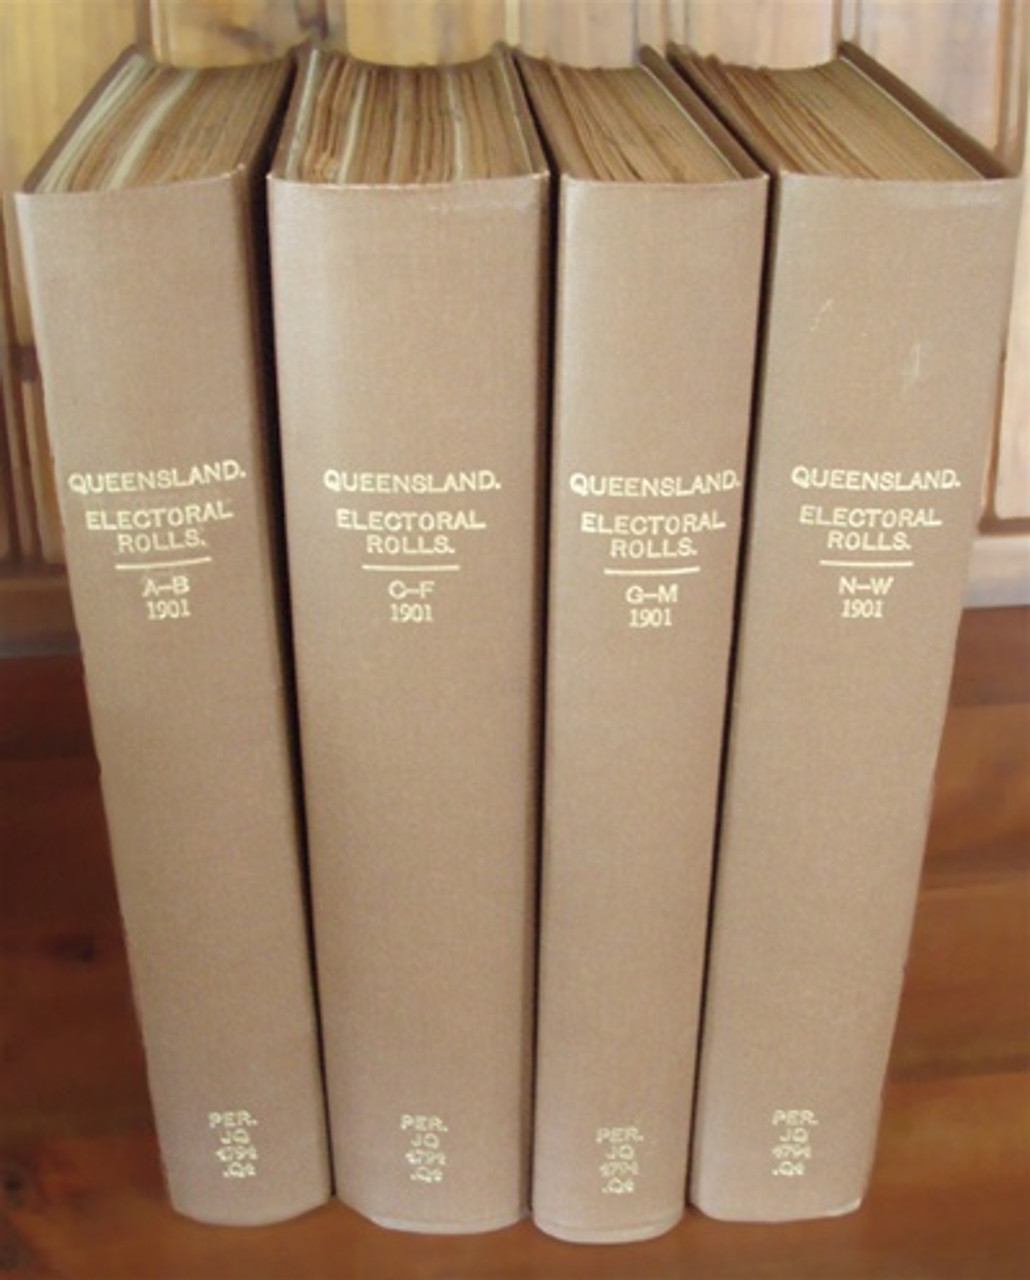 QUEENSLAND.
ELECTORAL
ROLLS.
A–B
1901
PER.
JQ
QUEENSLAND.
ELECTORAL
ROLLS.
C–F
1901
PER.
JQ
QUEENSLAND.
ELECTORAL
ROLLS.
G–M
1901
PER.
JQ
QUEENSLAND.
ELECTORAL
ROLLS.
N–W
1901
PER.
JQ